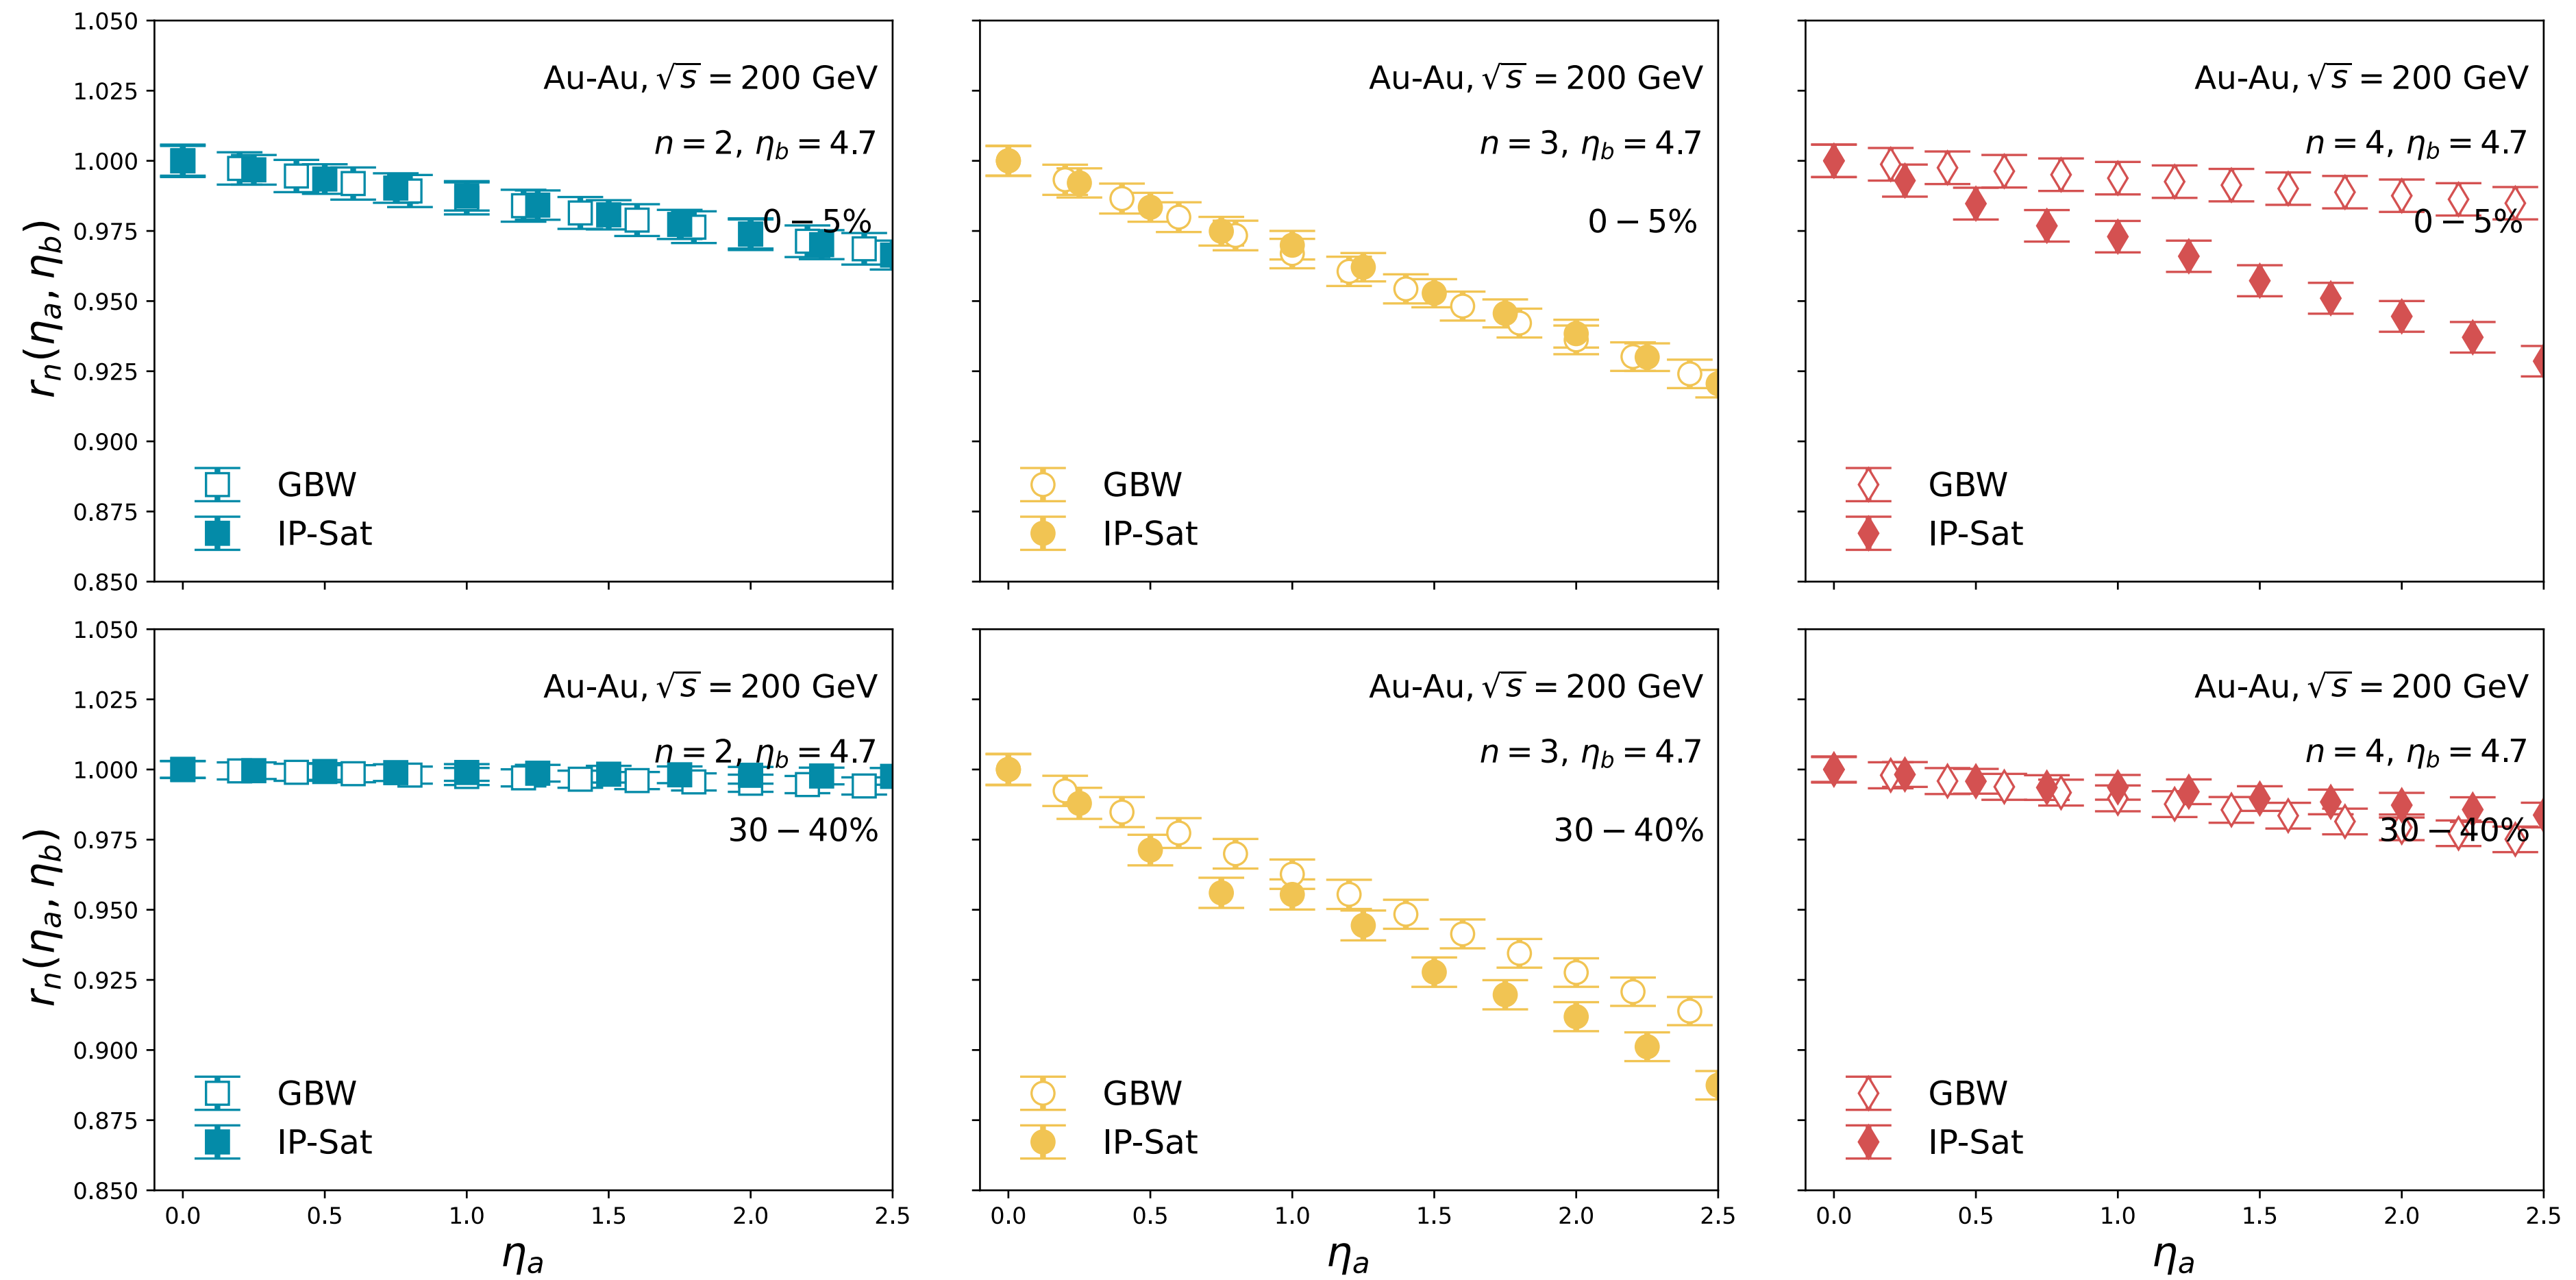 1.050
1.025
1.000
0.975
0.950
0.925
0.900
0.875
0.850
rₙ(ηₐ, η_b)
Au-Au, √s = 200 GeV
n = 2, η_b = 4.7
0 − 5%
GBW
IP-Sat
Au-Au, √s = 200 GeV
n = 3, η_b = 4.7
0 − 5%
GBW
IP-Sat
Au-Au, √s = 200 GeV
n = 4, η_b = 4.7
0 − 5%
GBW
IP-Sat
1.050
1.025
1.000
0.975
0.950
0.925
0.900
0.875
0.850
rₙ(ηₐ, η_b)
Au-Au, √s = 200 GeV
n = 2, η_b = 4.7
30 − 40%
GBW
IP-Sat
0.0 0.5 1.0 1.5 2.0 2.5
ηₐ
Au-Au, √s = 200 GeV
n = 3, η_b = 4.7
30 − 40%
GBW
IP-Sat
0.0 0.5 1.0 1.5 2.0 2.5
ηₐ
Au-Au, √s = 200 GeV
n = 4, η_b = 4.7
30 − 40%
GBW
IP-Sat
0.0 0.5 1.0 1.5 2.0 2.5
ηₐ